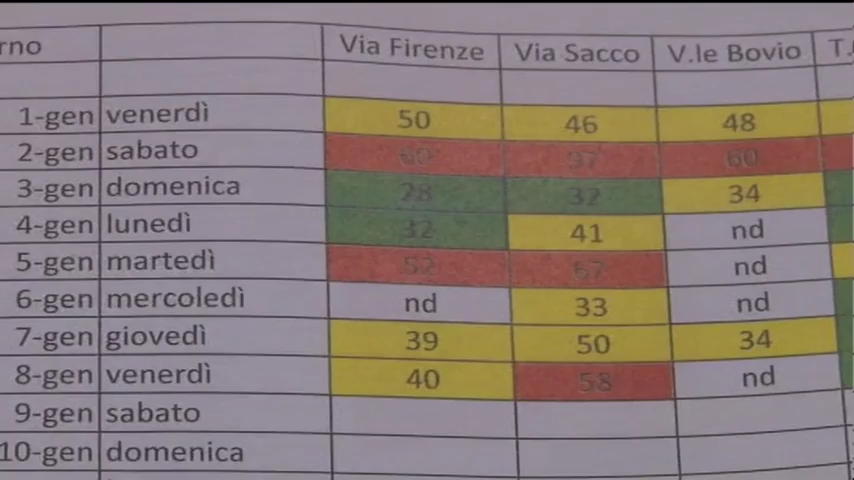 rno Via Firenze Via Sacco V.le Bovio T.
1-gen venerdì 50 46 48
2-gen sabato 60 97 60
3-gen domenica 28 32 34
4-gen lunedì 32 41 nd
5-gen martedì 52 67 nd
6-gen mercoledì nd 33 nd
7-gen giovedì 39 50 34
8-gen venerdì 40 58 nd
9-gen sabato
10-gen domenica